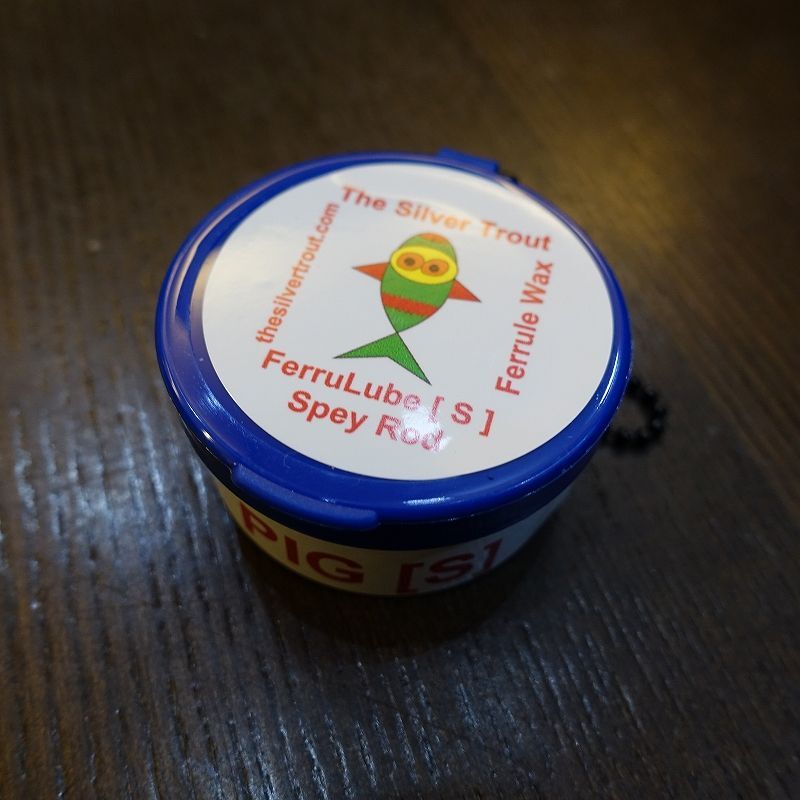 The Silver Trout
thesilvertrout.com
Ferrule Wax
FerruLube [ S ]
Spey Rod
PIG [S]